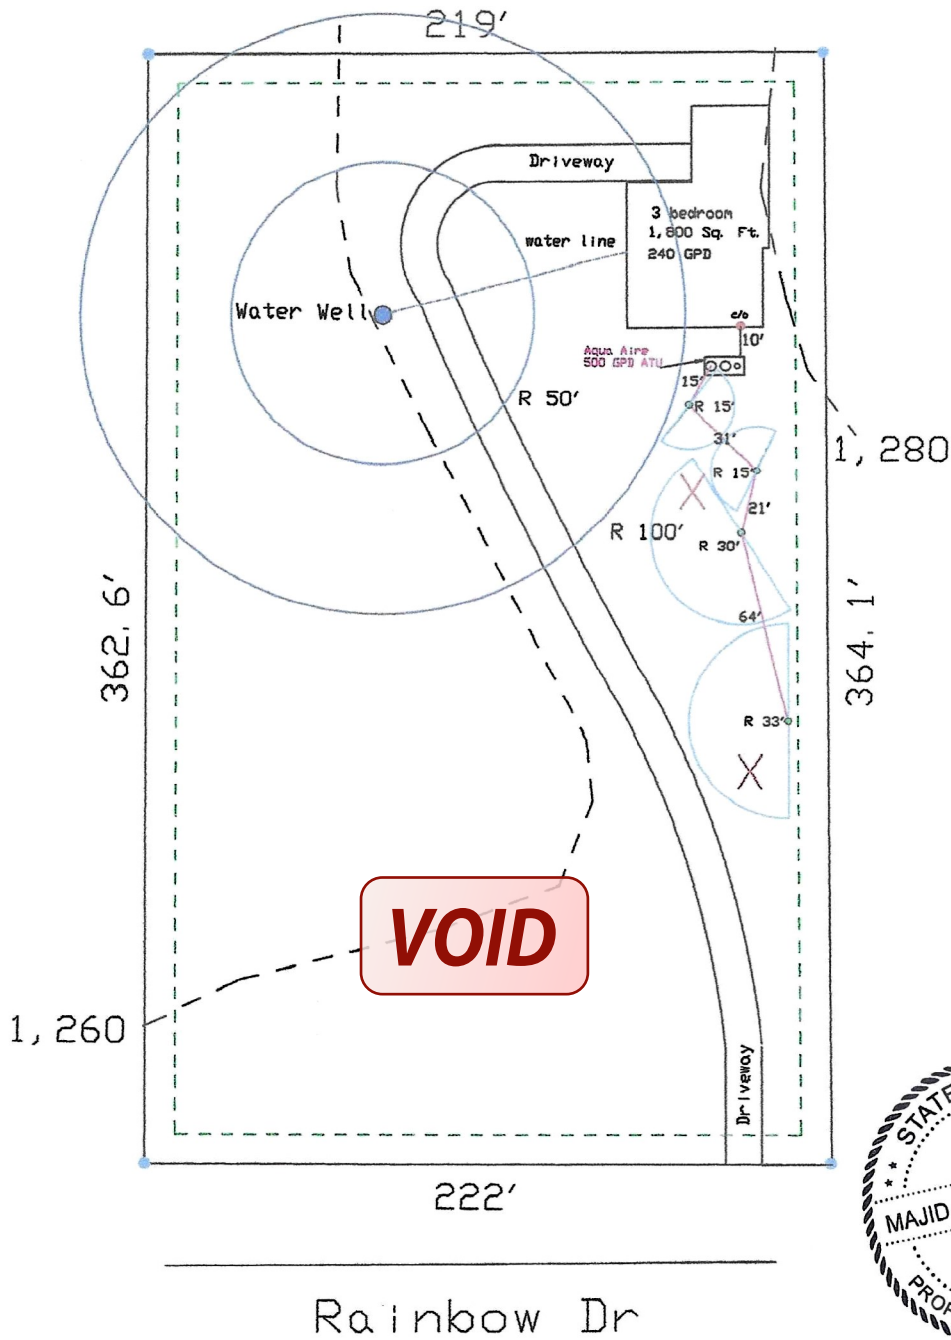 219'
Driveway
3 bedroom
1,800 Sq. Ft.
240 GPD
water line
Water Well
c/o
10'
Aqua Aire
500 GPD ATU
15'
R 50'
R 15'
31'
1,280
R 15'
21'
R 100'
R 30'
362.6'
64'
364.1'
R 33'
VOID
1,260
Driveway
222'
Rainbow Dr
STATE
MAJID